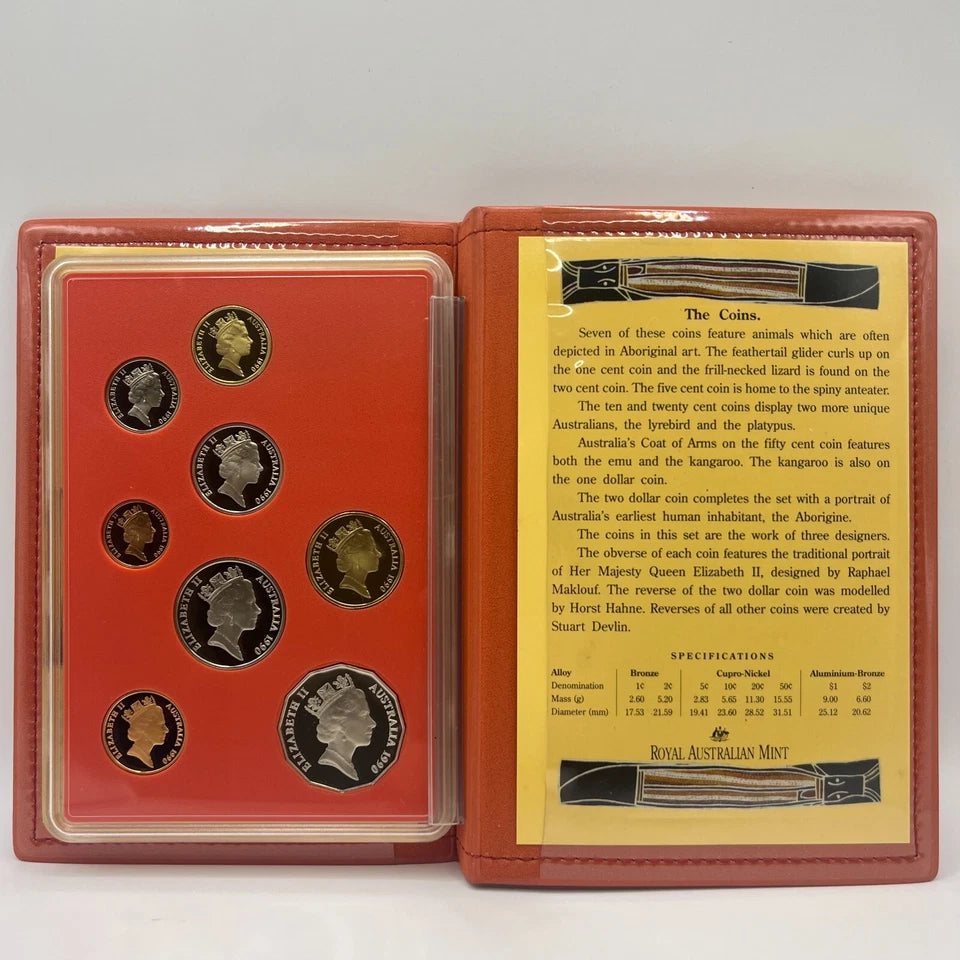 ELIZABETH II AUSTRALIA 1990
ELIZABETH II AUSTRALIA 1990
ELIZABETH II AUSTRALIA 1990
ELIZABETH II AUSTRALIA 1990
ELIZABETH II AUSTRALIA 1990
ELIZABETH II AUSTRALIA 1990
ELIZABETH II AUSTRALIA 1990
ELIZABETH II AUSTRALIA 1990
The Coins.
Seven of these coins feature animals which are often
depicted in Aboriginal art. The feathertail glider curls up on
the one cent coin and the frill-necked lizard is found on the
two cent coin. The five cent coin is home to the spiny anteater.
The ten and twenty cent coins display two more unique
Australians, the lyrebird and the platypus.
Australia's Coat of Arms on the fifty cent coin features
both the emu and the kangaroo. The kangaroo is also on
the one dollar coin.
The two dollar coin completes the set with a portrait of
Australia's earliest human inhabitant, the Aborigine.
The coins in this set are the work of three designers.
The obverse of each coin features the traditional portrait
of Her Majesty Queen Elizabeth II, designed by Raphael
Maklouf. The reverse of the two dollar coin was modelled
by Horst Hahne. Reverses of all other coins were created by
Stuart Devlin.
SPECIFICATIONS
Alloy Bronze Cupro-Nickel Aluminium-Bronze
Denomination 1¢ 2¢ 5¢ 10¢ 20¢ 50¢ $1 $2
Mass (g) 2.60 5.20 2.83 5.65 11.30 15.55 9.00 6.60
Diameter (mm) 17.53 21.59 19.41 23.60 28.52 31.51 25.12 20.62
ROYAL AUSTRALIAN MINT